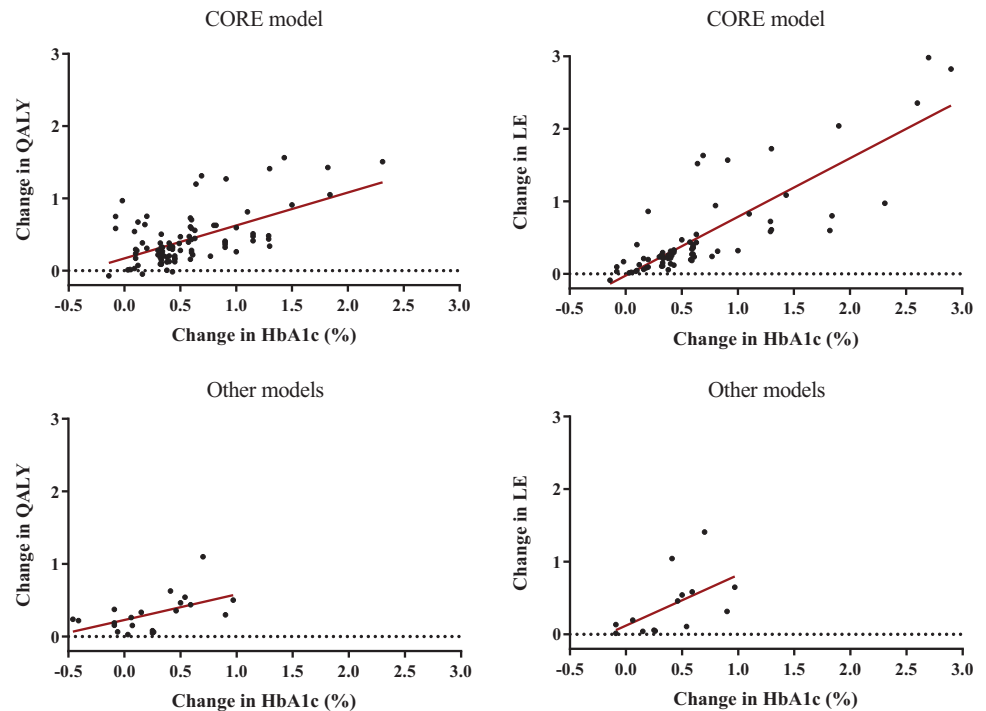 CORE model
3
2
1
0
Change in QALY
-0.5 0.0 0.5 1.0 1.5 2.0 2.5 3.0
Change in HbA1c (%)
CORE model
3
2
1
0
Change in LE
-0.5 0.0 0.5 1.0 1.5 2.0 2.5 3.0
Change in HbA1c (%)
Other models
3
2
1
0
Change in QALY
-0.5 0.0 0.5 1.0 1.5 2.0 2.5 3.0
Change in HbA1c (%)
Other models
3
2
1
0
Change in LE
-0.5 0.0 0.5 1.0 1.5 2.0 2.5 3.0
Change in HbA1c (%)